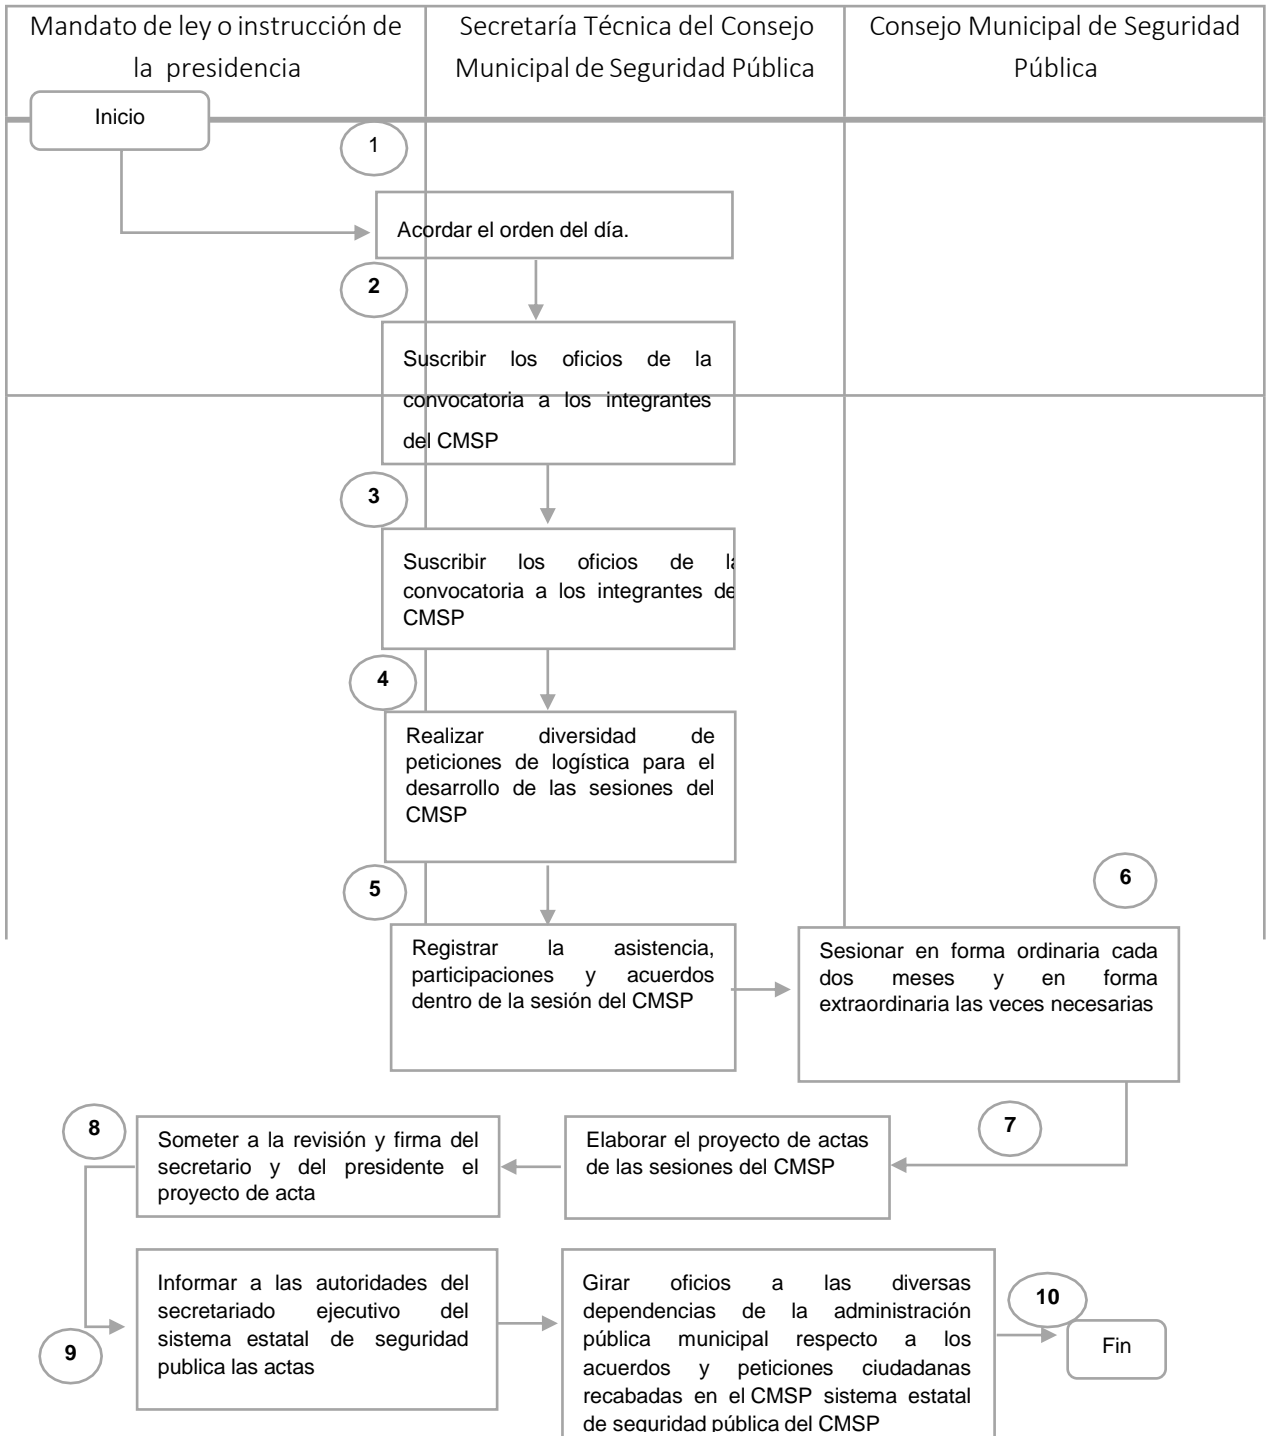 Mandato de ley o instrucción de
la presidencia
Secretaría Técnica del Consejo
Municipal de Seguridad Pública
Consejo Municipal de Seguridad
Pública
Inicio
1
Acordar el orden del día.
2
Suscribir los oficios de la
convocatoria a los integrantes
del CMSP
3
Suscribir los oficios de la
convocatoria a los integrantes de
CMSP
4
Realizar diversidad de
peticiones de logística para el
desarrollo de las sesiones del
CMSP
5
6
Registrar la asistencia,
participaciones y acuerdos
dentro de la sesión del CMSP
Sesionar en forma ordinaria cada
dos meses y en forma
extraordinaria las veces necesarias
7
8
Elaborar el proyecto de actas
de las sesiones del CMSP
Someter a la revisión y firma del
secretario y del presidente el
proyecto de acta
9
Informar a las autoridades del
secretariado ejecutivo del
sistema estatal de seguridad
publica las actas
Girar oficios a las diversas
dependencias de la administración
pública municipal respecto a los
acuerdos y peticiones ciudadanas
recabadas en el CMSP sistema estatal
de seguridad pública del CMSP
10
Fin